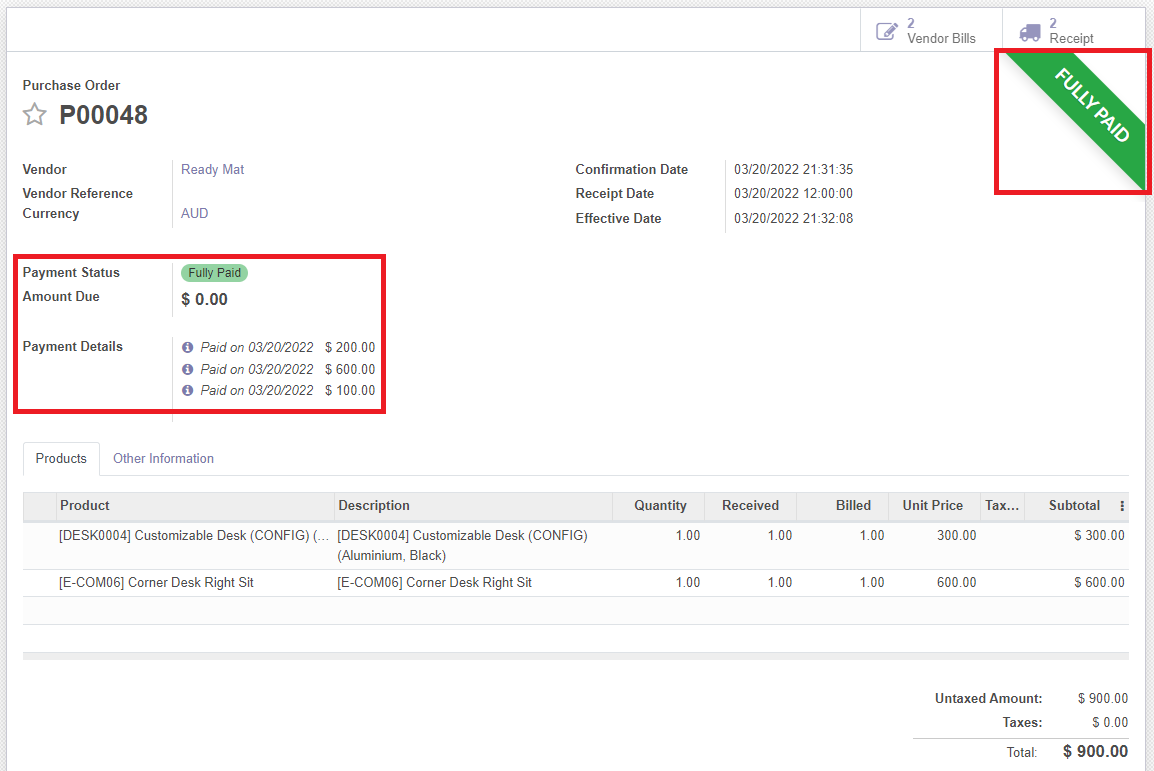 2
Vendor Bills
2
Receipt
FULLY PAID
Purchase Order
P00048
Vendor Ready Mat
Vendor Reference
Currency AUD
Confirmation Date 03/20/2022 21:31:35
Receipt Date 03/20/2022 12:00:00
Effective Date 03/20/2022 21:32:08
Payment Status Fully Paid
Amount Due $ 0.00
Payment Details Paid on 03/20/2022 $ 200.00
Paid on 03/20/2022 $ 600.00
Paid on 03/20/2022 $ 100.00
Products Other Information
Product Description Quantity Received Billed Unit Price Tax... Subtotal
[DESK0004] Customizable Desk (CONFIG) (... [DESK0004] Customizable Desk (CONFIG) 1.00 1.00 1.00 300.00 $ 300.00
(Aluminium, Black)
[E-COM06] Corner Desk Right Sit [E-COM06] Corner Desk Right Sit 1.00 1.00 1.00 600.00 $ 600.00
Untaxed Amount: $ 900.00
Taxes: $ 0.00
Total: $ 900.00